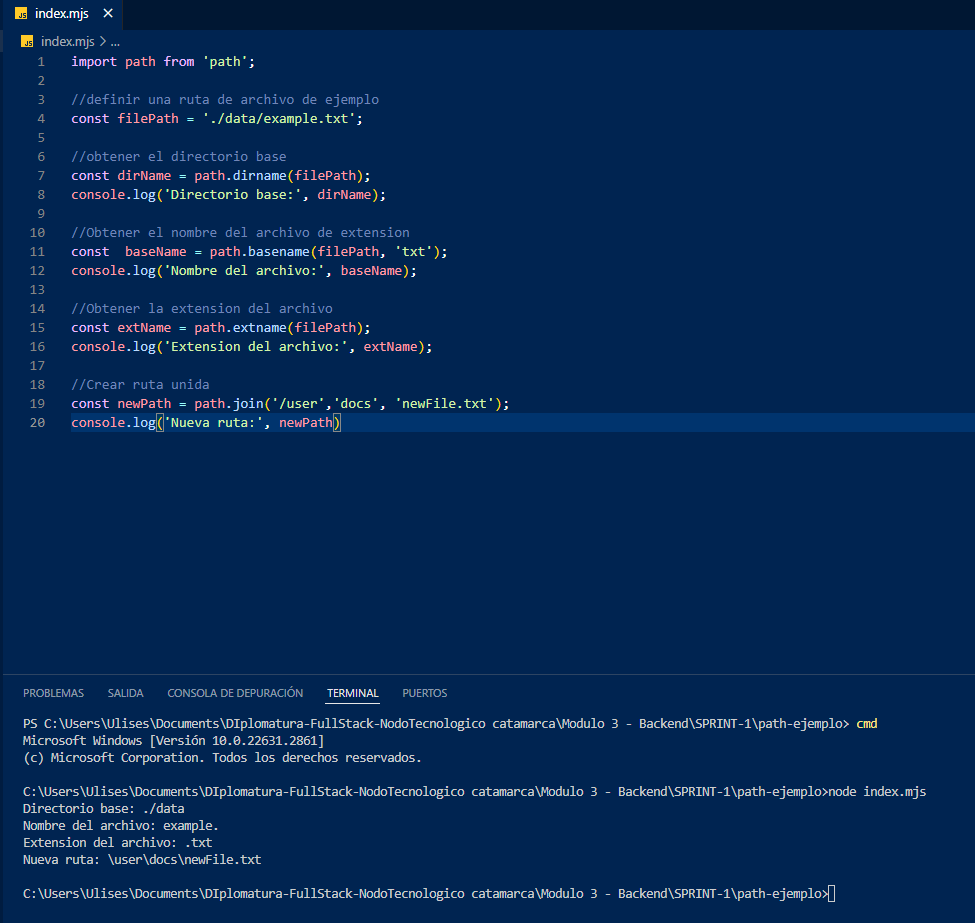 JS index.mjs ×
JS index.mjs > ...
1 import path from 'path';
2
3 //definir una ruta de archivo de ejemplo
4 const filePath = './data/example.txt';
5
6 //obtener el directorio base
7 const dirName = path.dirname(filePath);
8 console.log('Directorio base:', dirName);
9
10 //Obtener el nombre del archivo de extension
11 const  baseName = path.basename(filePath, 'txt');
12 console.log('Nombre del archivo:', baseName);
13
14 //Obtener la extension del archivo
15 const extName = path.extname(filePath);
16 console.log('Extension del archivo:', extName);
17
18 //Crear ruta unida
19 const newPath = path.join('/user','docs', 'newFile.txt');
20 console.log('Nueva ruta:', newPath)
PROBLEMAS SALIDA CONSOLA DE DEPURACIÓN TERMINAL PUERTOS
PS C:\Users\Ulises\Documents\DIplomatura-FullStack-NodoTecnologico catamarca\Modulo 3 - Backend\SPRINT-1\path-ejemplo> cmd
Microsoft Windows [Versión 10.0.22631.2861]
(c) Microsoft Corporation. Todos los derechos reservados.
C:\Users\Ulises\Documents\DIplomatura-FullStack-NodoTecnologico catamarca\Modulo 3 - Backend\SPRINT-1\path-ejemplo>node index.mjs
Directorio base: ./data
Nombre del archivo: example.
Extension del archivo: .txt
Nueva ruta: \user\docs\newFile.txt
C:\Users\Ulises\Documents\DIplomatura-FullStack-NodoTecnologico catamarca\Modulo 3 - Backend\SPRINT-1\path-ejemplo>